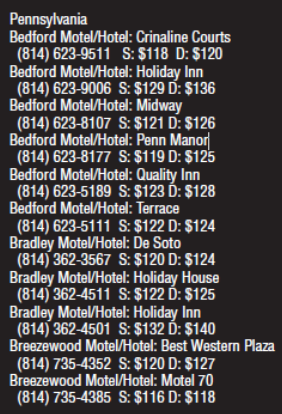 Pennsylvania
Bedford Motel/Hotel: Crinaline Courts
(814) 623-9511 S: $118 D: $120
Bedford Motel/Hotel: Holiday Inn
(814) 623-9006 S: $129 D: $136
Bedford Motel/Hotel: Midway
(814) 623-8107 S: $121 D: $126
Bedford Motel/Hotel: Penn Manor
(814) 623-8177 S: $119 D: $125
Bedford Motel/Hotel: Quality Inn
(814) 623-5189 S: $123 D: $128
Bedford Motel/Hotel: Terrace
(814) 623-5111 S: $122 D: $124
Bradley Motel/Hotel: De Soto
(814) 362-3567 S: $120 D: $124
Bradley Motel/Hotel: Holiday House
(814) 362-4511 S: $122 D: $125
Bradley Motel/Hotel: Holiday Inn
(814) 362-4501 S: $132 D: $140
Breezewood Motel/Hotel: Best Western Plaza
(814) 735-4352 S: $120 D: $127
Breezewood Motel/Hotel: Motel 70
(814) 735-4385 S: $116 D: $118